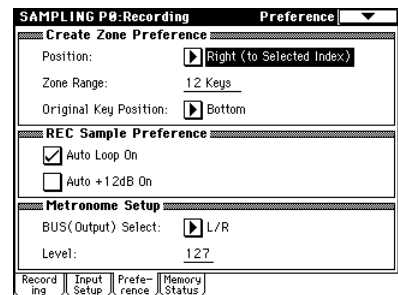 SAMPLING P0:Recording Preference
Create Zone Preference
Position: Right (to Selected Index)
Zone Range: 12 Keys
Original Key Position: Bottom
REC Sample Preference
Auto Loop On
Auto +12dB On
Metronome Setup
BUS(Output) Select: L/R
Level: 127
Record Input Prefe- Memory
ing Setup rence Status